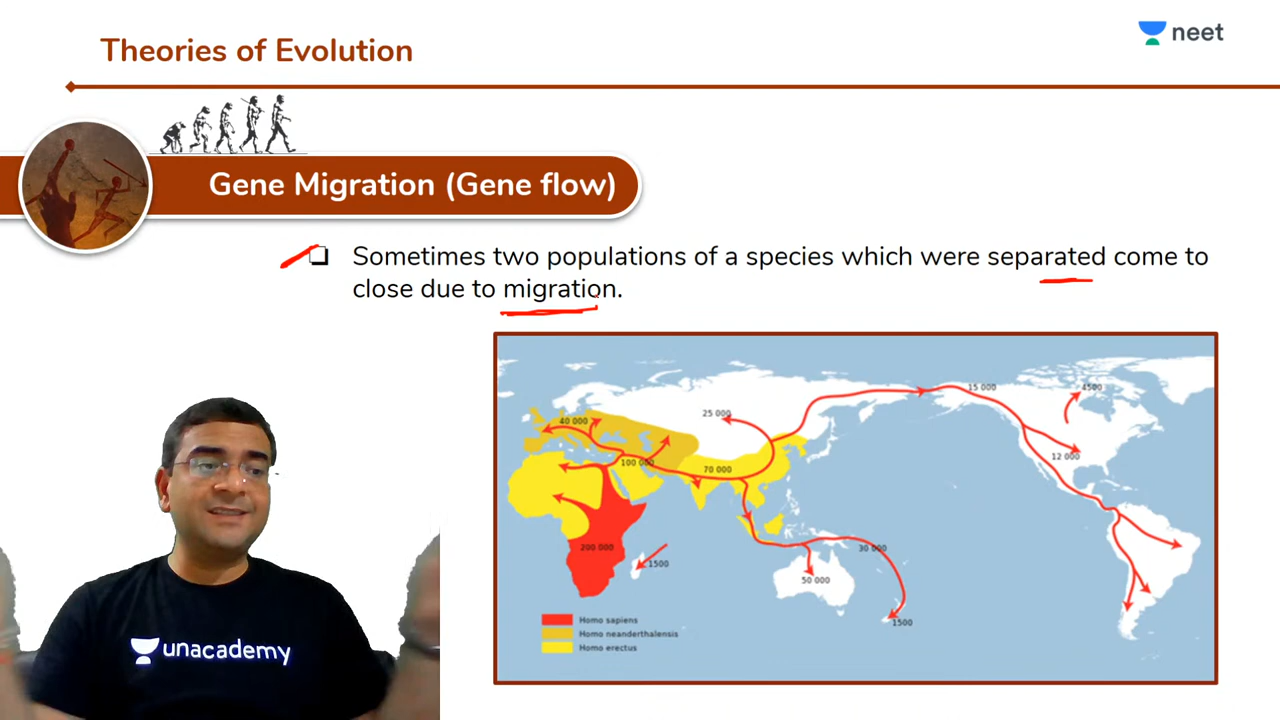 Theories of Evolution
neet
Gene Migration (Gene flow)
Sometimes two populations of a species which were separated come to
close due to migration.
15 000
4500
25 000
40 000
12 000
100 000
70 000
200 000
30 000
1500
50 000
1500
Homo sapiens
Homo neanderthalensis
Homo erectus
unacademy